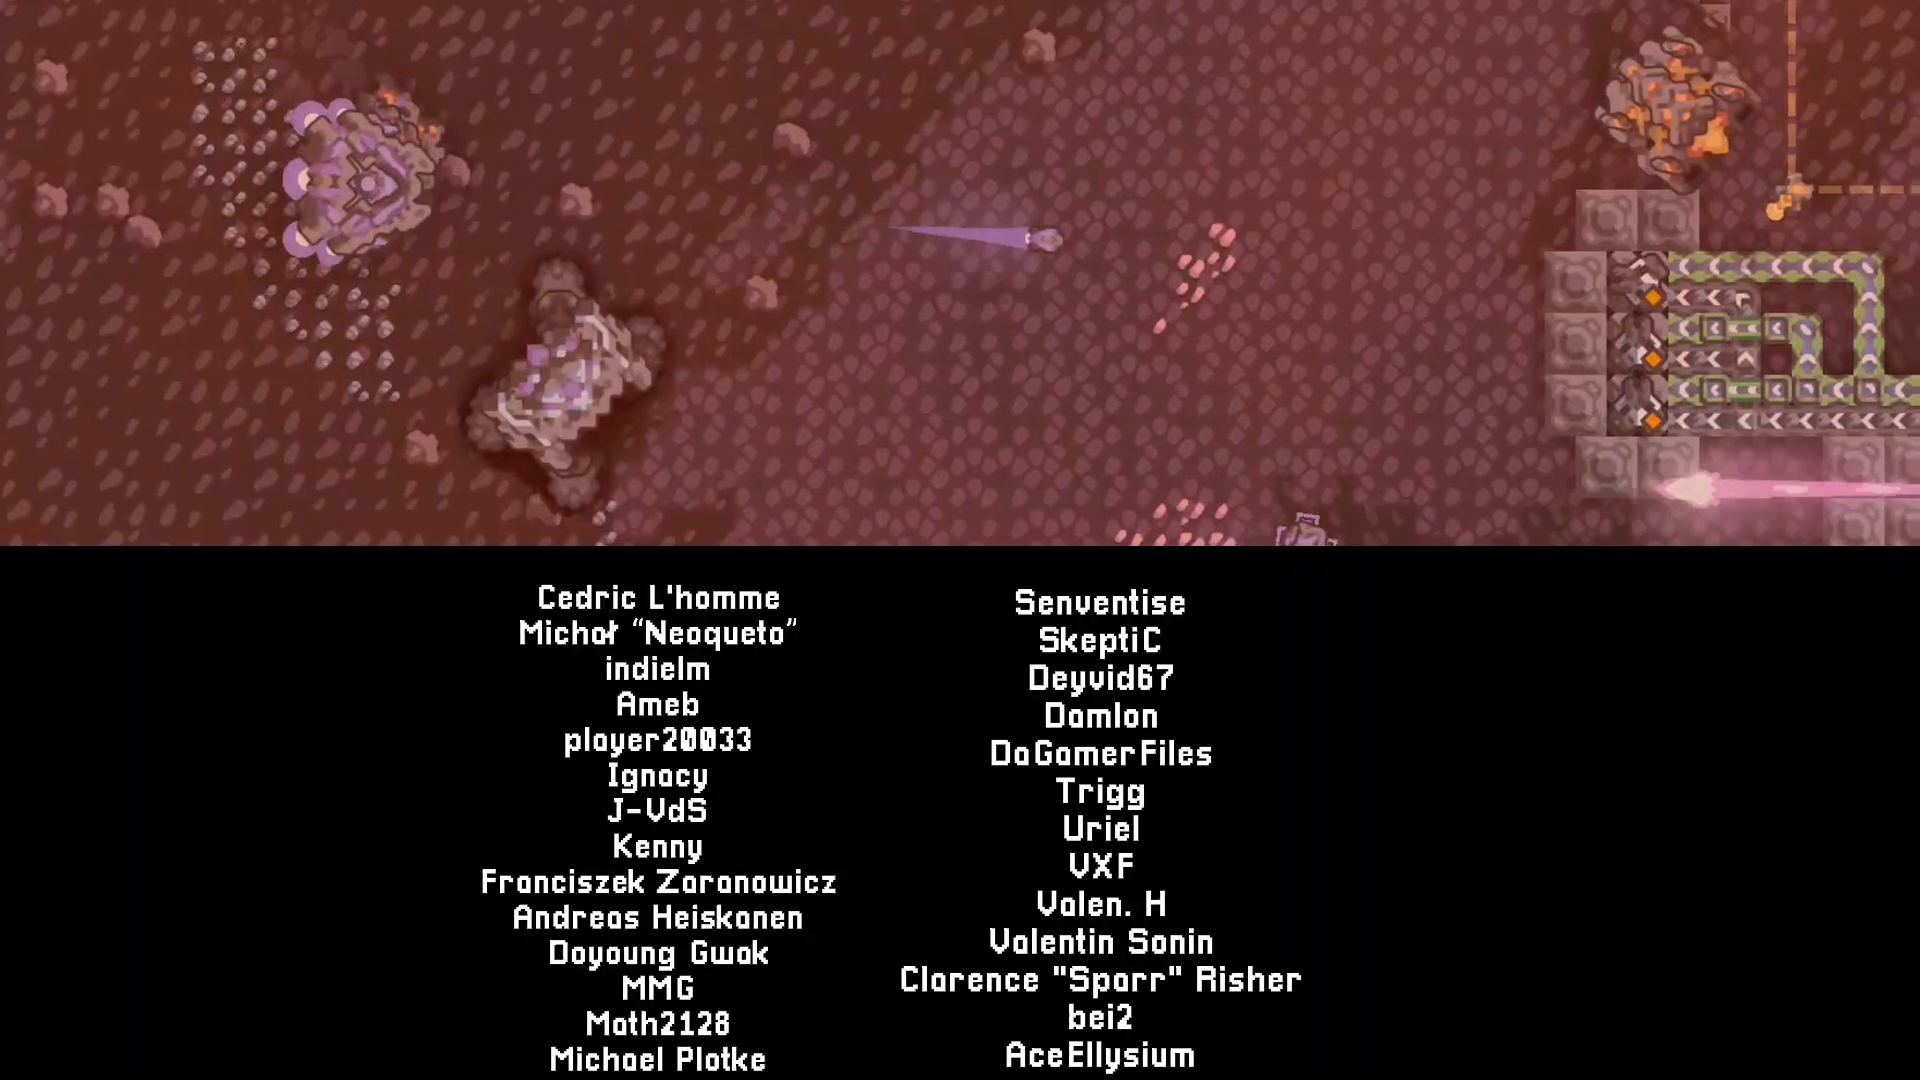 Cedric L'homme
Michał “Neoqueto”
indielm
Ameb
player20033
Ignacy
J-VdS
Kenny
Franciszek Zaranowicz
Andreas Heiskanen
Doyoung Gwak
MMG
Math2128
Michael Plotke
Senventise
SkeptiC
Deyvid67
Damlon
DaGamerFiles
Trigg
Uriel
VXF
Valen. H
Valentin Sonin
Clarence "Sparr" Risher
bei2
AceEllysium